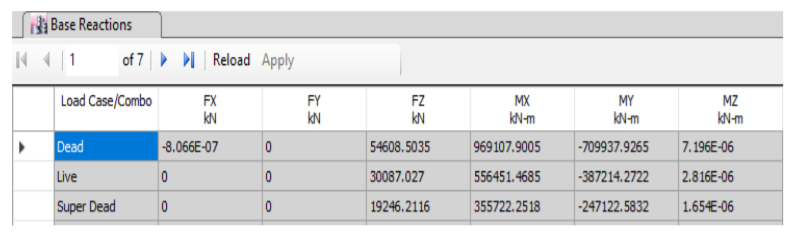 Base Reactions
1 of 7 Reload Apply
Load Case/Combo FX kN FY kN FZ kN MX kN-m MY kN-m MZ kN-m
Dead -8.066E-07 0 54608.5035 969107.9005 -709937.9265 7.196E-06
Live 0 0 30087.027 556451.4685 -387214.2722 2.816E-06
Super Dead 0 0 19246.2116 355722.2518 -247122.5832 1.654E-06